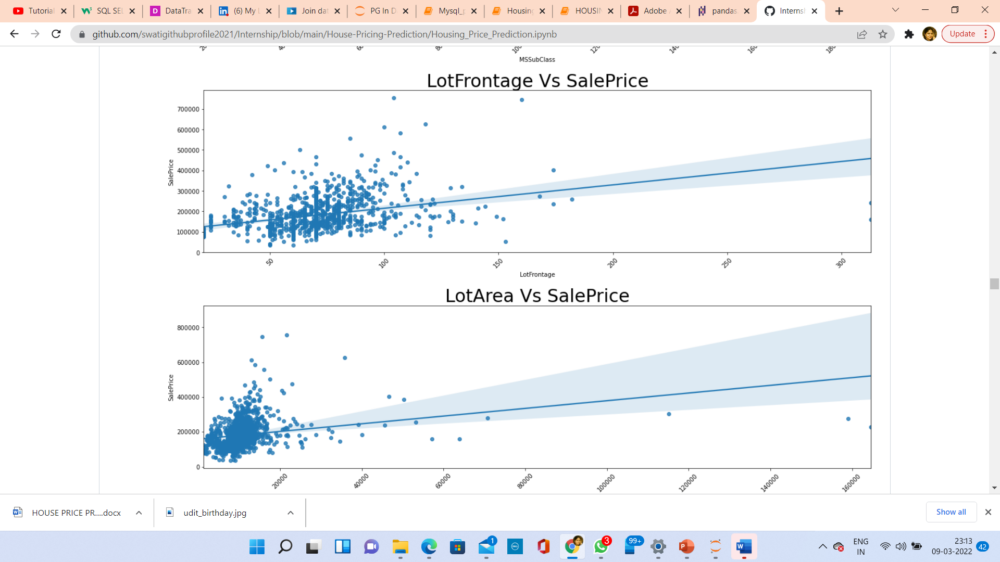 Tutorial
SQL SEL
DataTra
(6) My L
Join dat
PG In D
Mysql_p
Housing
HOUSIN
Adobe A
pandas.
Internsh
github.com/swatigithubprofile2021/Internship/blob/main/House-Pricing-Prediction/Housing_Price_Prediction.ipynb
Update
MSSubClass
LotFrontage Vs SalePrice
700000
600000
500000
400000
300000
200000
100000
0
SalePrice
50
100
150
200
250
300
LotFrontage
LotArea Vs SalePrice
800000
600000
400000
200000
0
SalePrice
20000
40000
60000
80000
100000
120000
140000
160000
HOUSE PRICE PR....docx
udit_birthday.jpg
Show all
1
3
99+
ENG
IN
23:13
09-03-2022
42